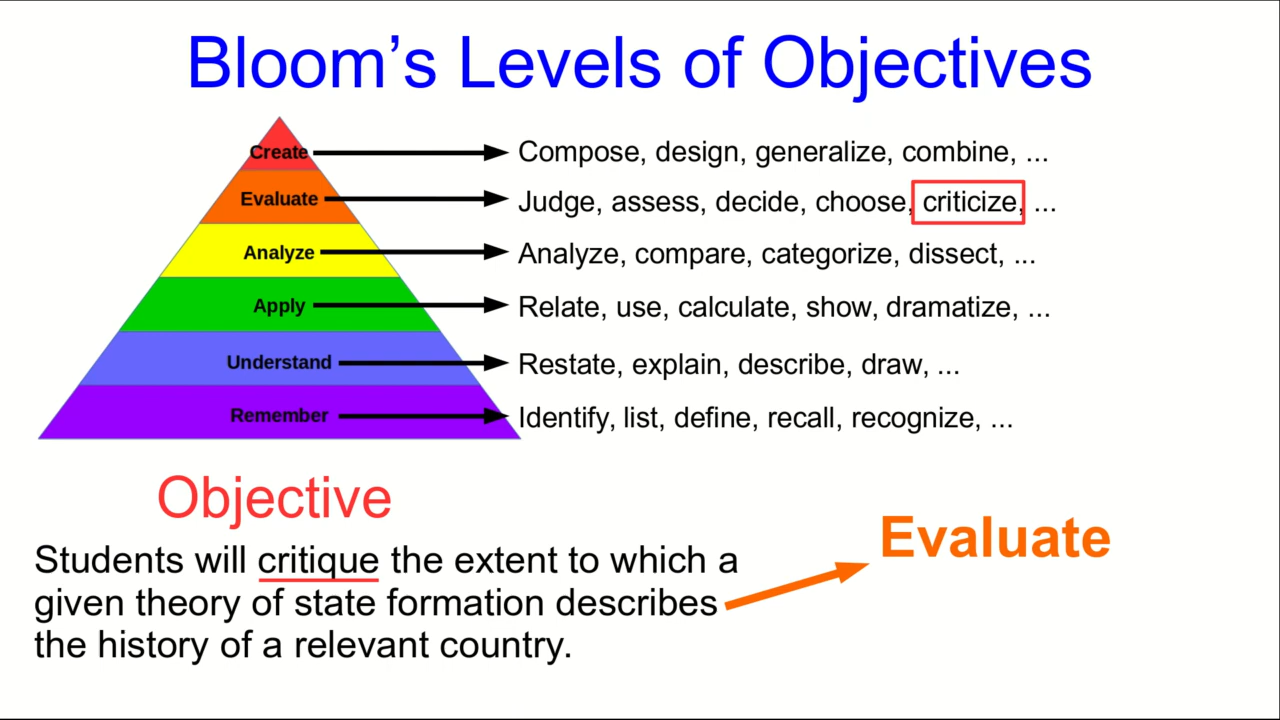 Bloom’s Levels of Objectives
Create
Compose, design, generalize, combine, ...
Evaluate
Judge, assess, decide, choose, criticize, ...
Analyze
Analyze, compare, categorize, dissect, ...
Apply
Relate, use, calculate, show, dramatize, ...
Understand
Restate, explain, describe, draw, ...
Remember
Identify, list, define, recall, recognize, ...
Objective
Students will critique the extent to which a
given theory of state formation describes
the history of a relevant country.
Evaluate